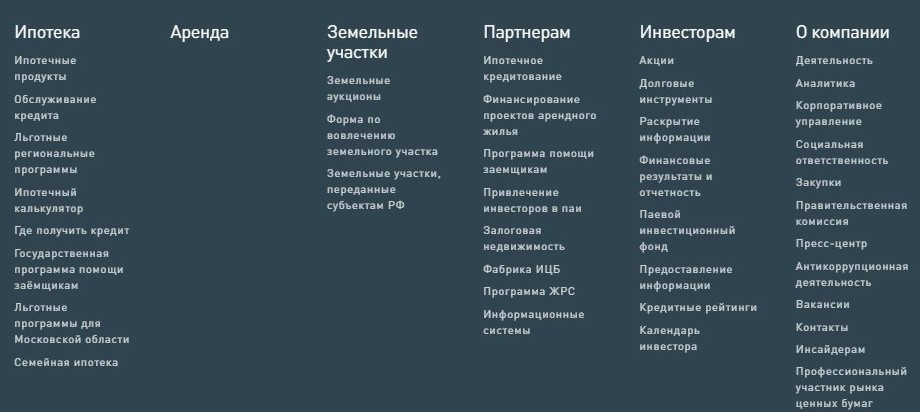 Ипотека
Ипотечные
продукты
Обслуживание
кредита
Льготные
региональные
программы
Ипотечный
калькулятор
Где получить кредит
Государственная
программа помощи
заёмщикам
Льготные
программы для
Московской области
Семейная ипотека
Аренда
Земельные
участки
Земельные
аукционы
Форма по
вовлечению
земельного участка
Земельные участки,
переданные
субъектам РФ
Партнерам
Ипотечное
кредитование
Финансирование
проектов арендного
жилья
Программа помощи
заемщикам
Привлечение
инвесторов в паи
Залоговая
недвижимость
Фабрика ИЦБ
Программа ЖРС
Информационные
системы
Инвесторам
Акции
Долговые
инструменты
Раскрытие
информации
Финансовые
результаты и
отчетность
Паевой
инвестиционный
фонд
Предоставление
информации
Кредитные рейтинги
Календарь
инвестора
О компании
Деятельность
Аналитика
Корпоративное
управление
Социальная
ответственность
Закупки
Правительственная
комиссия
Пресс-центр
Антикоррупционная
деятельность
Вакансии
Контакты
Инсайдерам
Профессиональный
участник рынка
ценных бумаг